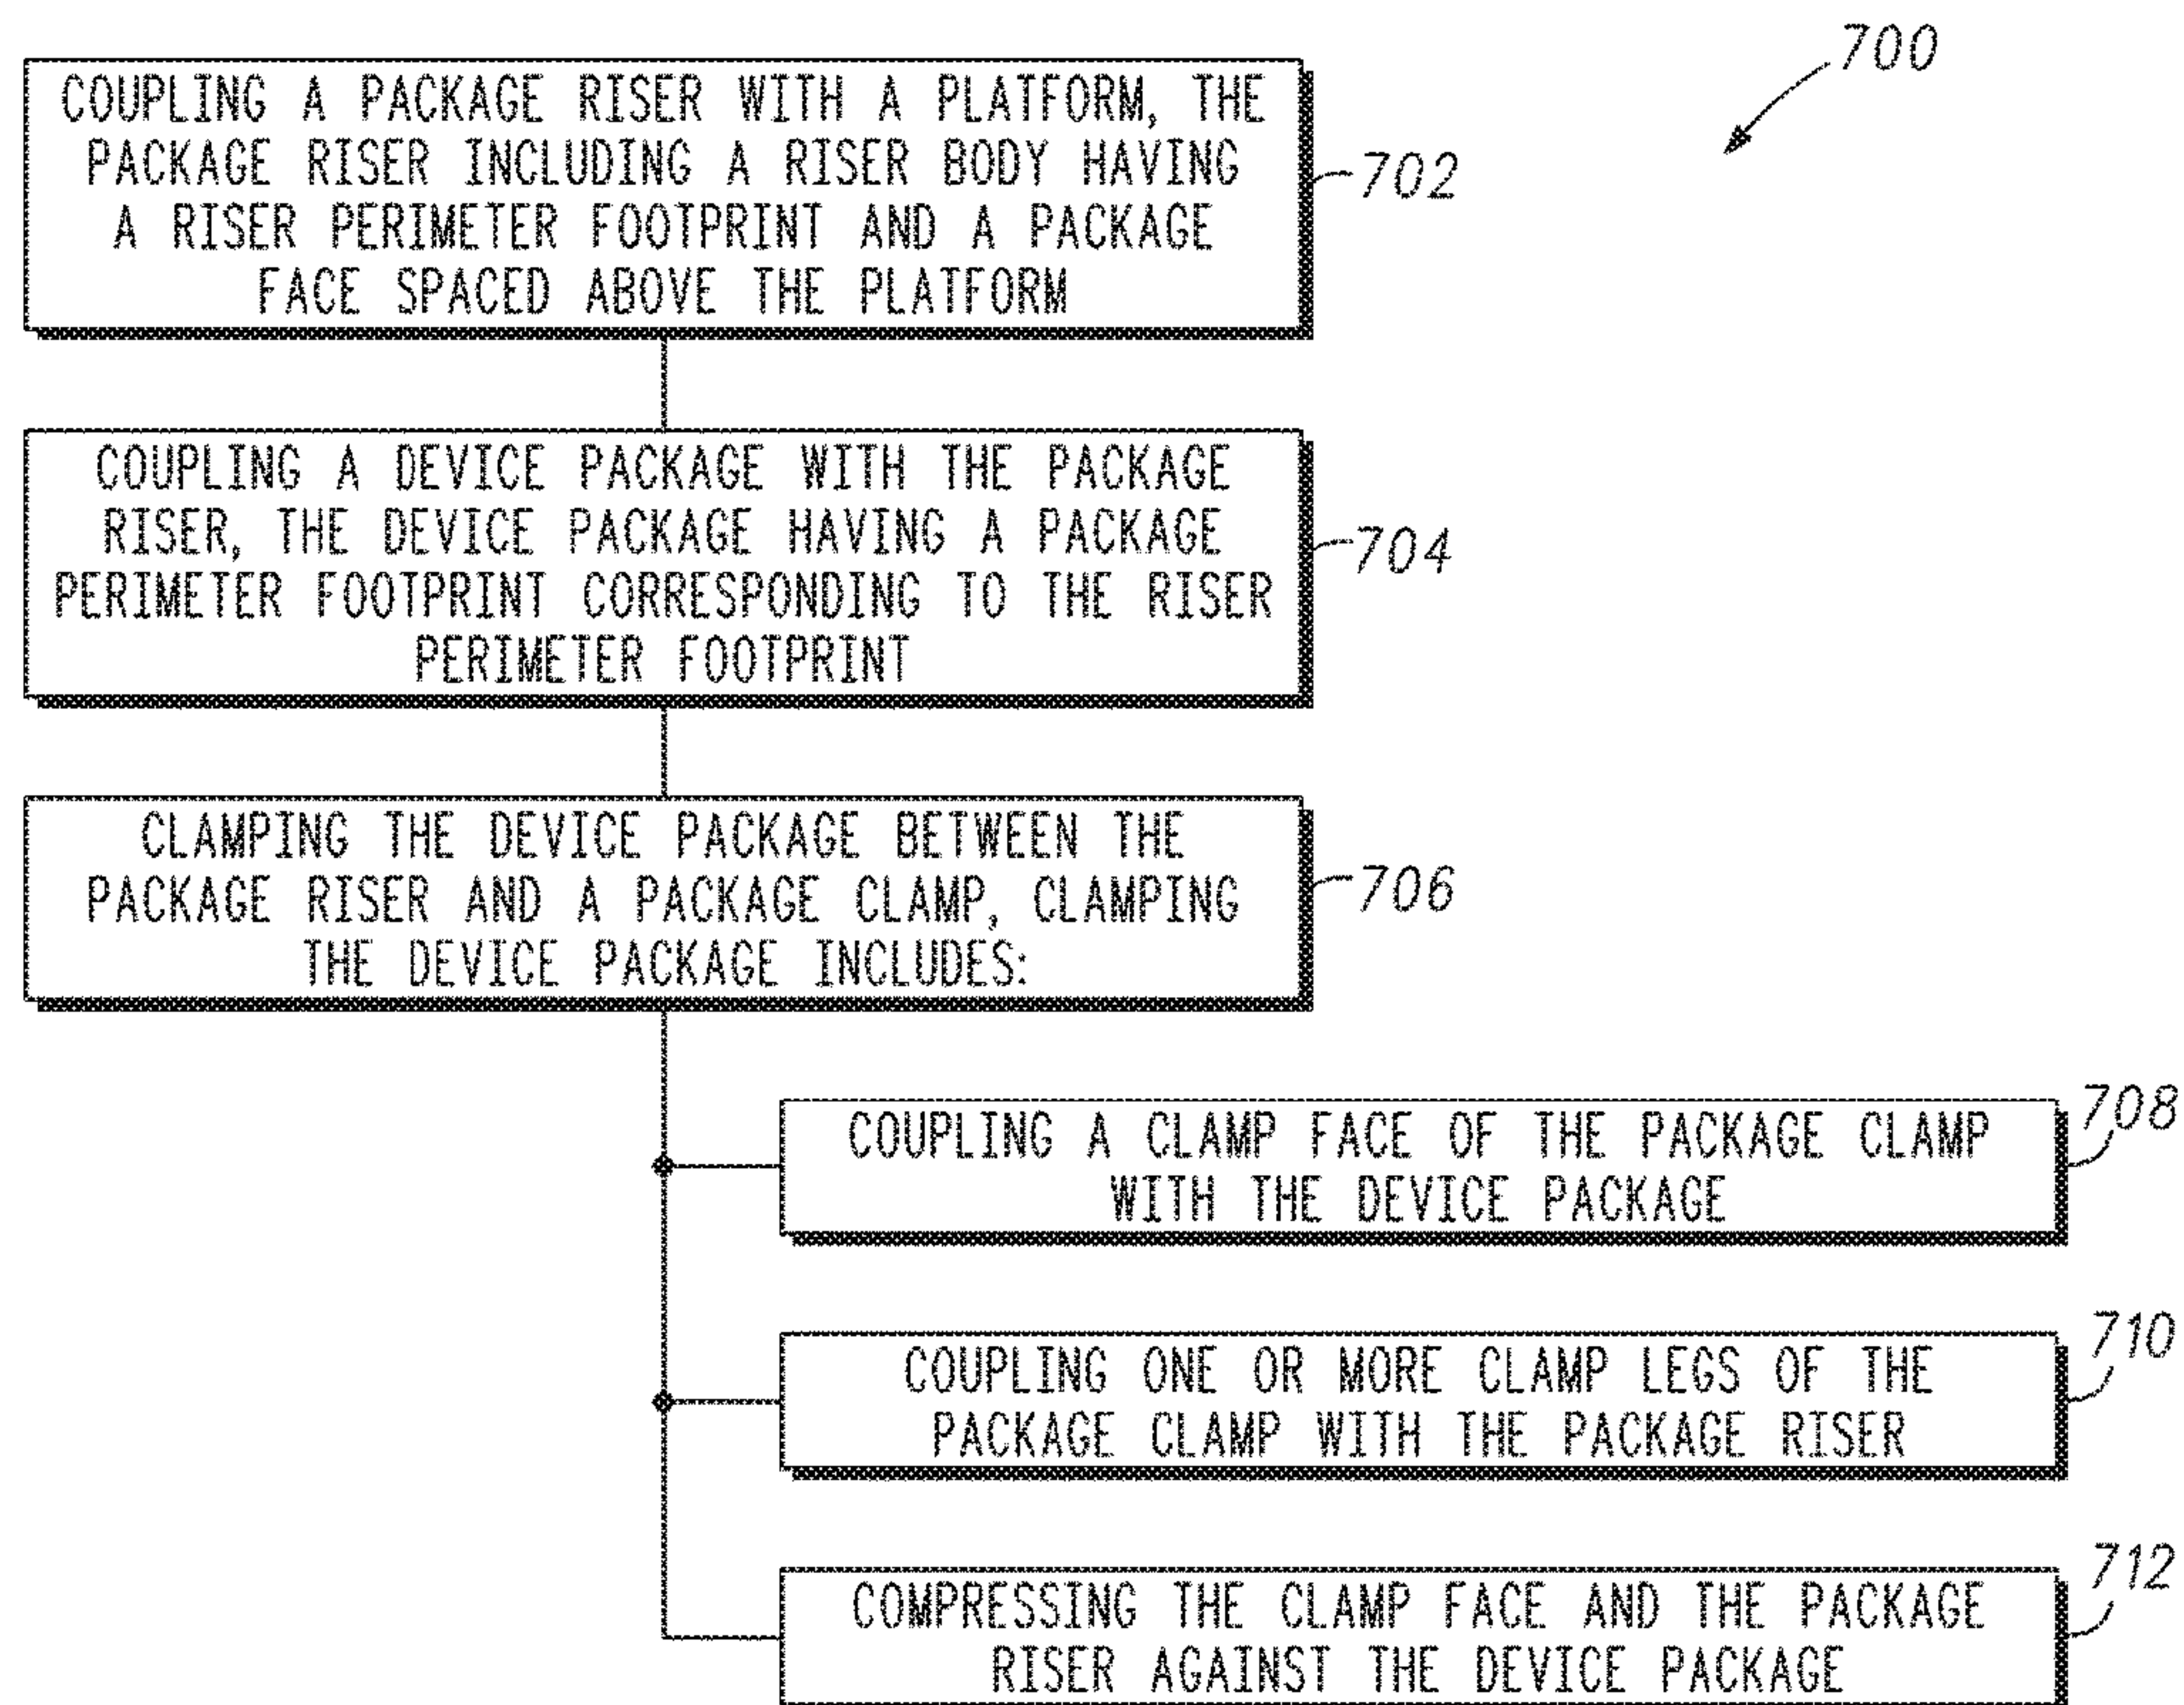 700
COUPLING A PACKAGE RISER WITH A PLATFORM, THE
PACKAGE RISER INCLUDING A RISER BODY HAVING
A RISER PERIMETER FOOTPRINT AND A PACKAGE
FACE SPACED ABOVE THE PLATFORM
702
COUPLING A DEVICE PACKAGE WITH THE PACKAGE
RISER, THE DEVICE PACKAGE HAVING A PACKAGE
PERIMETER FOOTPRINT CORRESPONDING TO THE RISER
PERIMETER FOOTPRINT
704
CLAMPING THE DEVICE PACKAGE BETWEEN THE
PACKAGE RISER AND A PACKAGE CLAMP, CLAMPING
THE DEVICE PACKAGE INCLUDES:
706
COUPLING A CLAMP FACE OF THE PACKAGE CLAMP
WITH THE DEVICE PACKAGE
708
COUPLING ONE OR MORE CLAMP LEGS OF THE
PACKAGE CLAMP WITH THE PACKAGE RISER
710
COMPRESSING THE CLAMP FACE AND THE PACKAGE
RISER AGAINST THE DEVICE PACKAGE
712